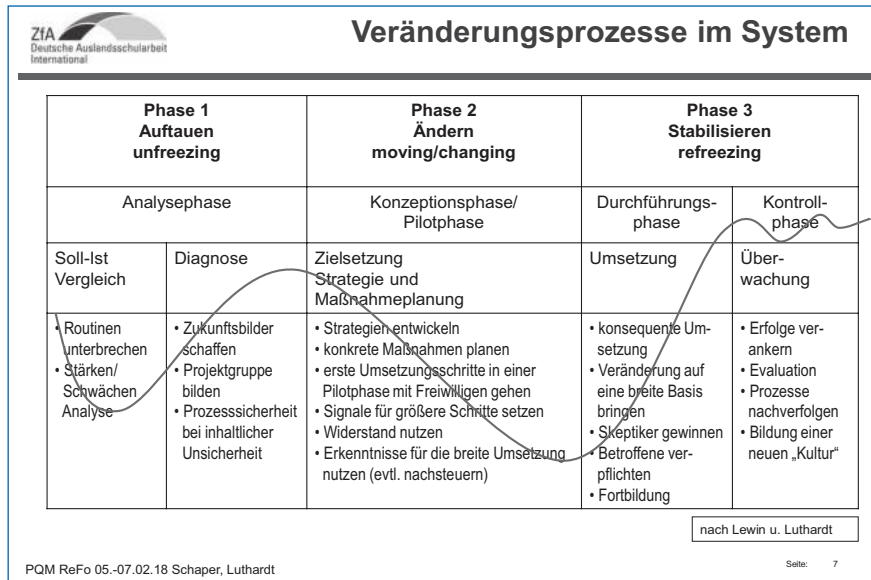 ZfA
Deutsche Auslandsschularbeit
International
Veränderungsprozesse im System
Phase 1
Auftauen
unfreezing
Phase 2
Ändern
moving/changing
Phase 3
Stabilisieren
refreezing
Analysephase
Konzeptionsphase/
Pilotphase
Durchführungs-
phase
Kontroll-
phase
Soll-Ist
Vergleich
Diagnose
Zielsetzung
Strategie und
Maßnahmeplanung
Umsetzung
Über-
wachung
• Routinen
unterbrechen
• Stärken/
Schwächen
Analyse
• Zukunftsbilder
schaffen
• Projektgruppe
bilden
• Prozesssicherheit
bei inhaltlicher
Unsicherheit
• Strategien entwickeln
• konkrete Maßnahmen planen
• erste Umsetzungsschritte in einer
Pilotphase mit Freiwilligen gehen
• Signale für größere Schritte setzen
• Widerstand nutzen
• Erkenntnisse für die breite Umsetzung
nutzen (evtl. nachsteuern)
• konsequente Um-
setzung
• Veränderung auf
eine breite Basis
bringen
• Skeptiker gewinnen
• Betroffene ver-
pflichten
• Fortbildung
• Erfolge ver-
ankern
• Evaluation
• Prozesse
nachverfolgen
• Bildung einer
neuen „Kultur“
nach Lewin u. Luthardt
PQM ReFo 05.-07.02.18 Schaper, Luthardt
Seite: 7